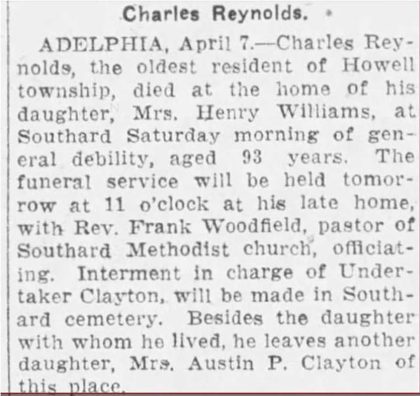 Charles Reynolds.
ADELPHIA, April 7.—Charles Rey-
nolds, the oldest resident of Howell
township, died at the home of his
daughter, Mrs. Henry Williams, at
Southard Saturday morning of gen-
eral debility, aged 93 years. The
funeral service will be held tomor-
row at 11 o'clock at his late home,
with Rev. Frank Woodfield, pastor of
Southard Methodist church, officiat-
ing. Interment in charge of Under-
taker Clayton, will be made in South-
ard cemetery. Besides the daughter
with whom he lived, he leaves another
daughter, Mrs. Austin P. Clayton of
this place.